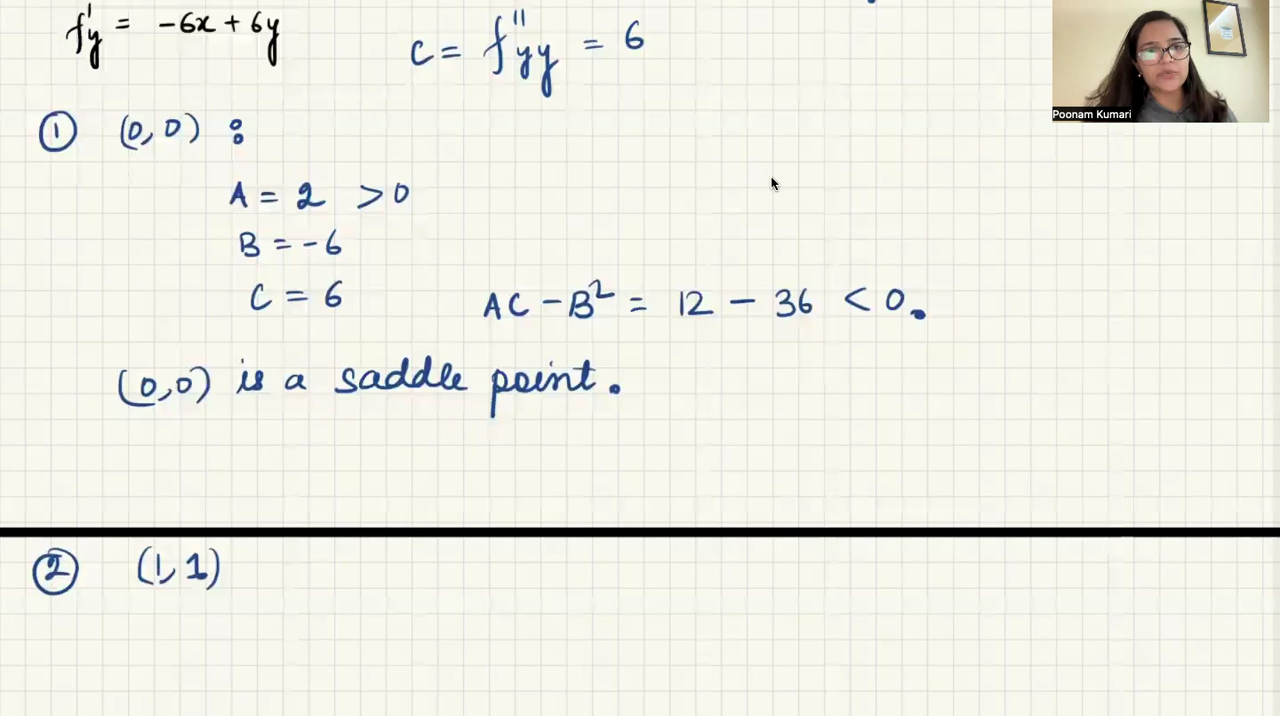 f'y = -6x + 6y
C = f''yy = 6
Poonam Kumari
① (0,0) :
A = 2 > 0
B = -6
C = 6
AC - B² = 12 - 36 < 0.
(0,0) is a saddle point.
② (1,1)